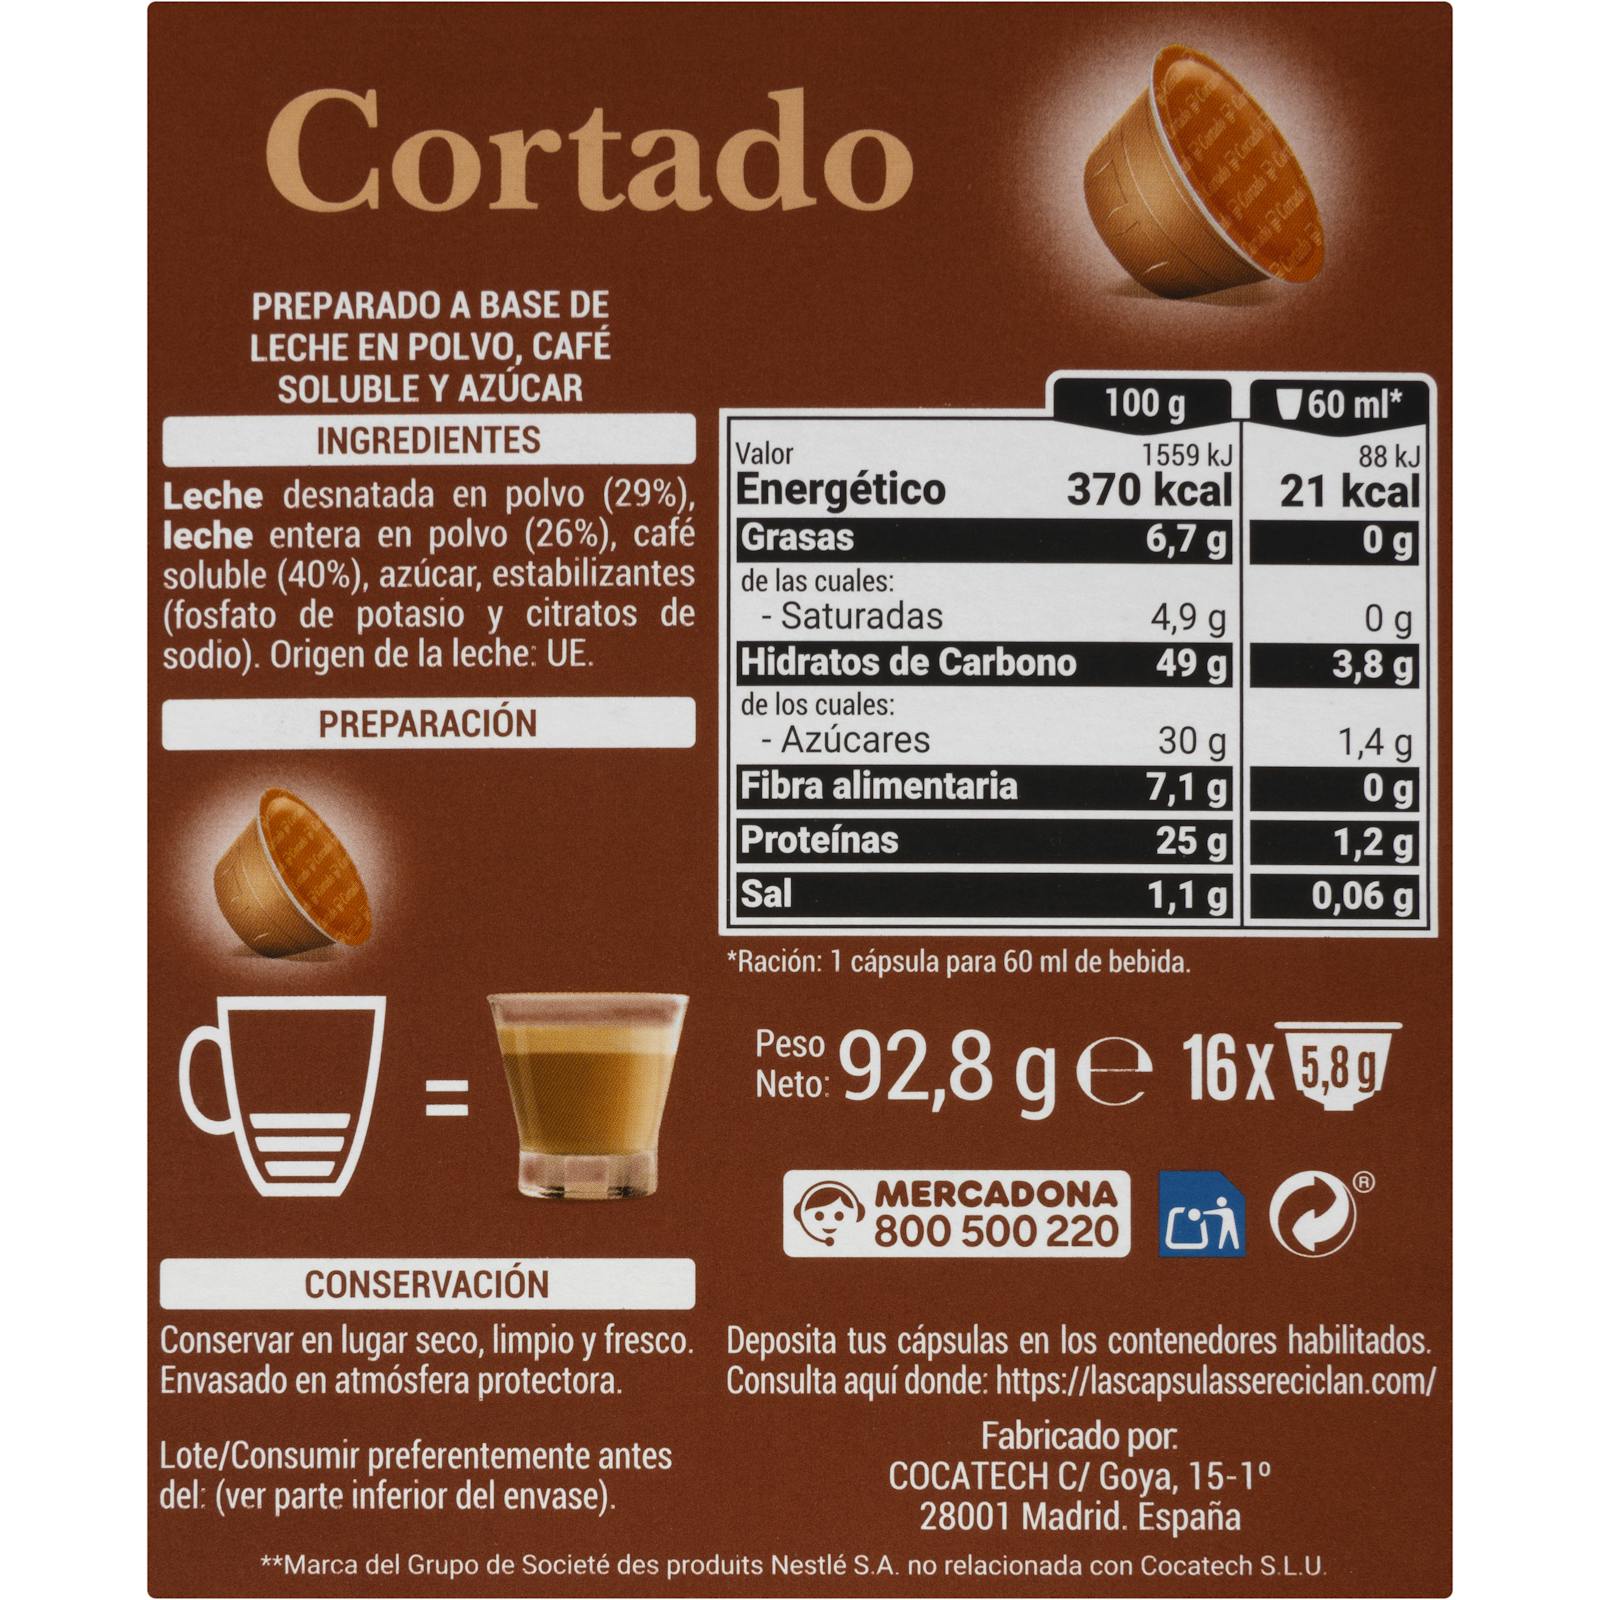 Cortado
PREPARADO A BASE DE
LECHE EN POLVO, CAFÉ
SOLUBLE Y AZÚCAR
INGREDIENTES
Leche desnatada en polvo (29%),
leche entera en polvo (26%), café
soluble (40%), azúcar, estabilizantes
(fosfato de potasio y citratos de
sodio). Origen de la leche: UE.
PREPARACIÓN
=
CONSERVACIÓN
Conservar en lugar seco, limpio y fresco.
Envasado en atmósfera protectora.
Lote/Consumir preferentemente antes
del: (ver parte inferior del envase).
100 g 60 ml*
Valor 1559 kJ 88 kJ
Energético 370 kcal 21 kcal
Grasas 6,7 g 0 g
de las cuales:
- Saturadas 4,9 g 0 g
Hidratos de Carbono 49 g 3,8 g
de los cuales:
- Azúcares 30 g 1,4 g
Fibra alimentaria 7,1 g 0 g
Proteínas 25 g 1,2 g
Sal 1,1 g 0,06 g
*Ración: 1 cápsula para 60 ml de bebida.
Peso
Neto: 92,8 g e 16 x 5,8 g
MERCADONA
800 500 220
®
Deposita tus cápsulas en los contenedores habilitados.
Consulta aquí donde: https://lascapsulassereciclan.com/
Fabricado por:
COCATECH C/ Goya, 15-1º
28001 Madrid. España
**Marca del Grupo de Societé des produits Nestlé S.A. no relacionada con Cocatech S.L.U.